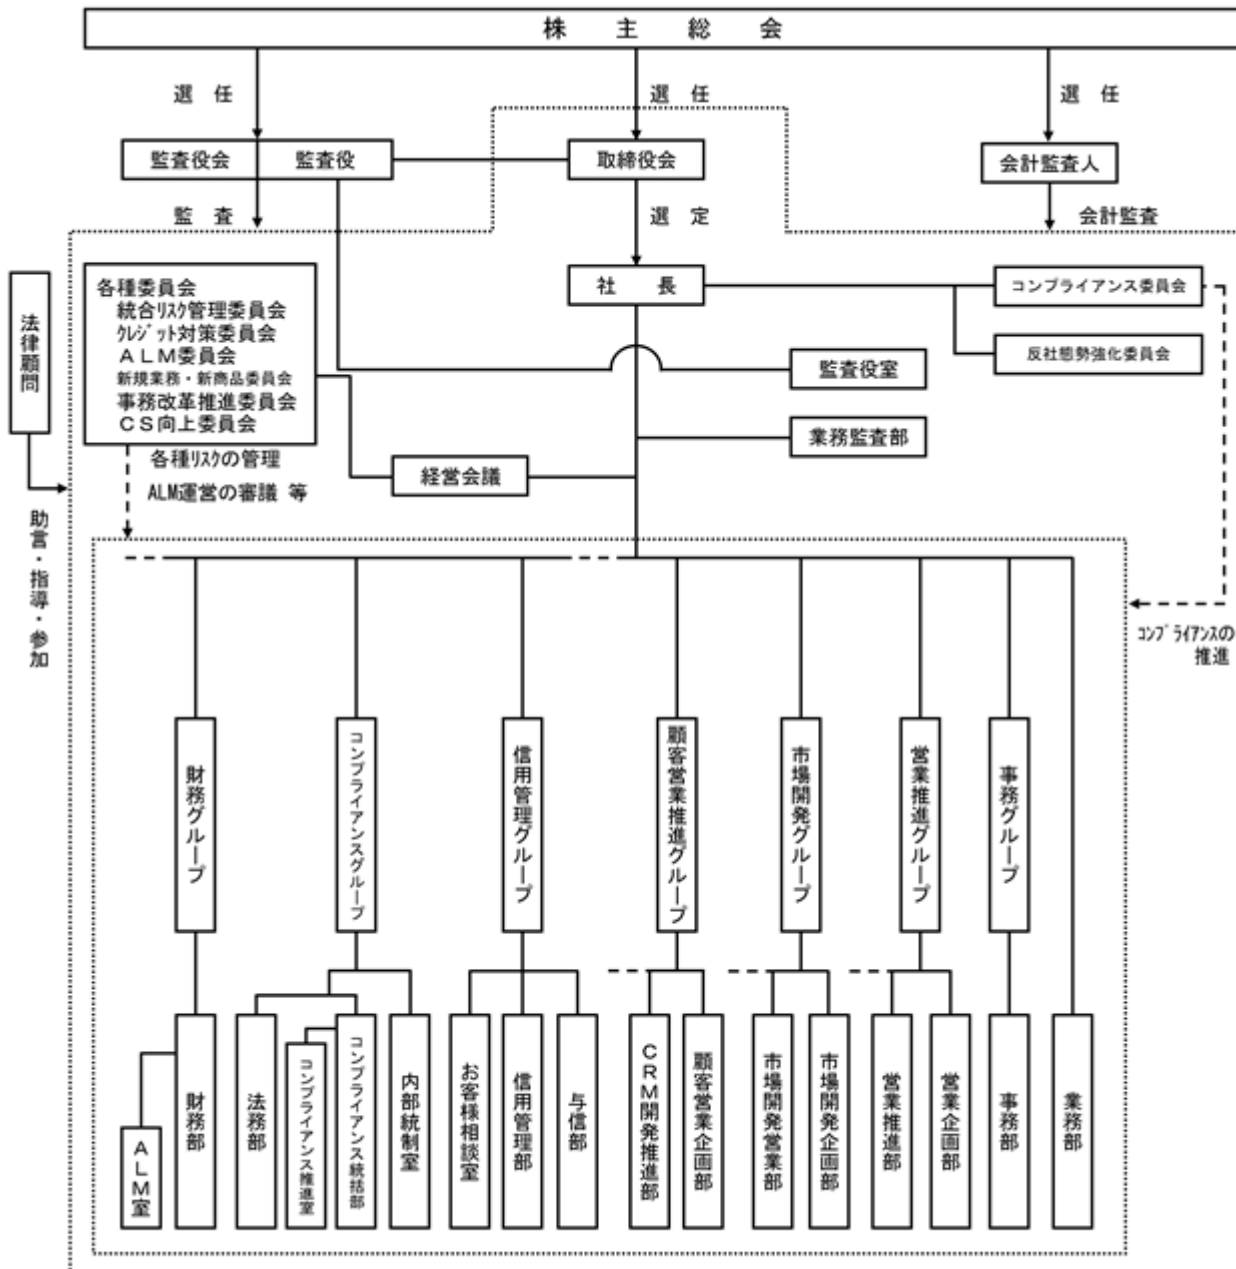 株　主　総　会
選　任
選　任
選　任
監査役会
監査役
取締役会
会計監査人
監　査
選　定
会計監査
法律顧問
各種委員会
統合リスク管理委員会
クレジット対策委員会
ＡＬＭ委員会
新規業務・新商品委員会
事務改革推進委員会
ＣＳ向上委員会
社　長
コンプライアンス委員会
反社態勢強化委員会
監査役室
業務監査部
各種リスクの管理
ALM運営の審議 等
経営会議
助言・指導・参加
コンプライアンスの
推進
財務グループ
コンプライアンスグループ
信用管理グループ
顧客営業推進グループ
市場開発グループ
営業推進グループ
事務グループ
ＡＬＭ室
財務部
法務部
コンプライアンス推進室
コンプライアンス統括部
内部統制室
お客様相談室
信用管理部
与信部
ＣＲＭ開発推進部
顧客営業企画部
市場開発営業部
市場開発企画部
営業推進部
営業企画部
事務部
業務部